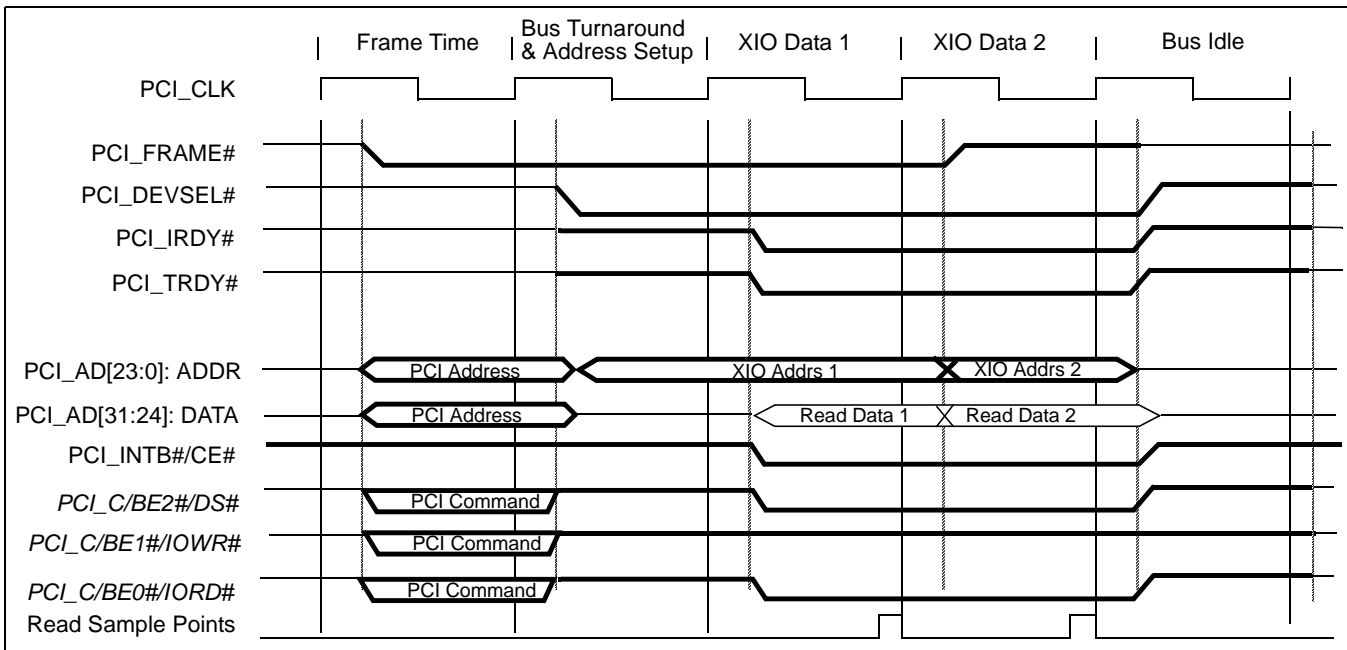 Frame Time
Bus Turnaround
& Address Setup
XIO Data 1
XIO Data 2
Bus Idle
PCI_CLK
PCI_FRAME#
PCI_DEVSEL#
PCI_IRDY#
PCI_TRDY#
PCI_AD[23:0]: ADDR
PCI Address
XIO Addrs 1
XIO Addrs 2
PCI_AD[31:24]: DATA
PCI Address
Read Data 1
Read Data 2
PCI_INTB#/CE#
PCI_C/BE2#/DS#
PCI Command
PCI_C/BE1#/IOWR#
PCI Command
PCI_C/BE0#/IORD#
PCI Command
Read Sample Points